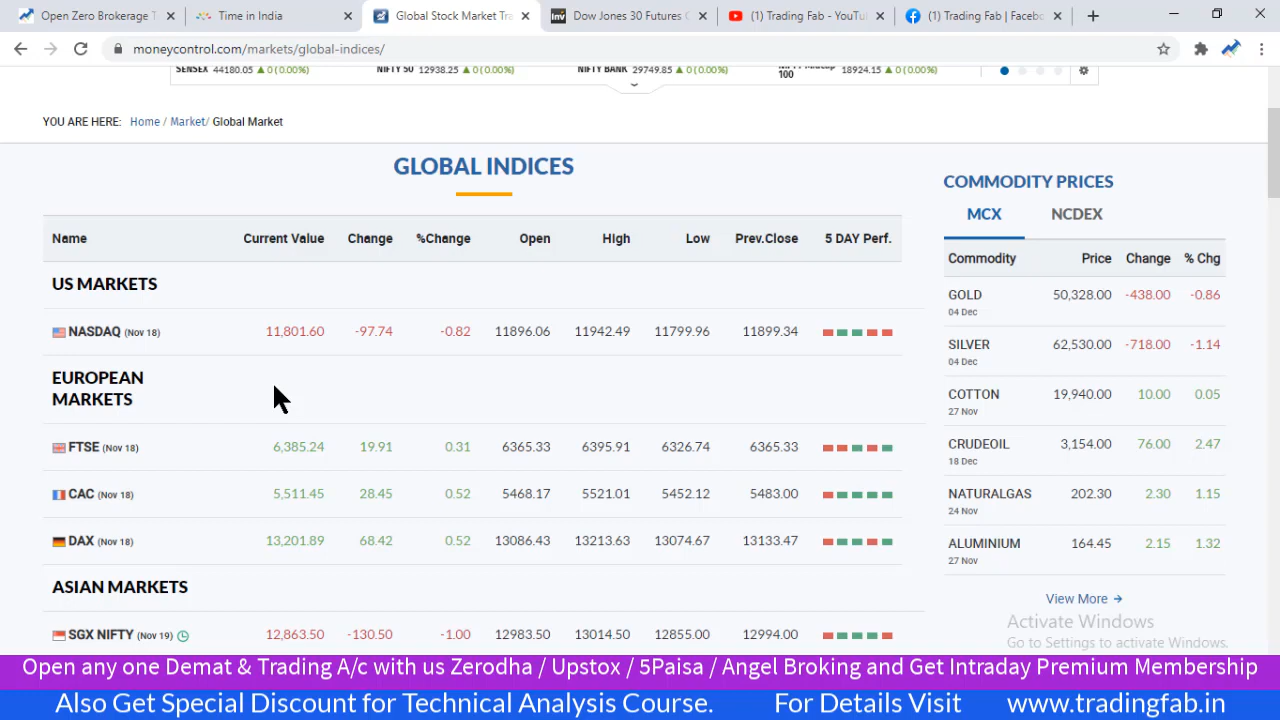 Open Zero Brokerage T
Time in India
Global Stock Market Tra
Dow Jones 30 Futures C
(1) Trading Fab - YouTu
(1) Trading Fab | Facebo
moneycontrol.com/markets/global-indices/
SENSEX 44180.05 ▲ 0 (0.00%)
NIFTY 50 12938.25 ▲ 0 (0.00%)
NIFTY BANK 29749.85 ▲ 0 (0.00%)
100 18924.15 ▲ 0 (0.00%)
YOU ARE HERE: Home / Market/ Global Market
GLOBAL INDICES
Name Current Value Change %Change Open High Low Prev.Close 5 DAY Perf.
US MARKETS
NASDAQ (Nov 18) 11,801.60 -97.74 -0.82 11896.06 11942.49 11799.96 11899.34
EUROPEAN
MARKETS
FTSE (Nov 18) 6,385.24 19.91 0.31 6365.33 6395.91 6326.74 6365.33
CAC (Nov 18) 5,511.45 28.45 0.52 5468.17 5521.01 5452.12 5483.00
DAX (Nov 18) 13,201.89 68.42 0.52 13086.43 13213.63 13074.67 13133.47
ASIAN MARKETS
SGX NIFTY (Nov 19) 12,863.50 -130.50 -1.00 12983.50 13014.50 12855.00 12994.00
COMMODITY PRICES
MCX NCDEX
Commodity Price Change % Chg
GOLD 50,328.00 -438.00 -0.86
04 Dec
SILVER 62,530.00 -718.00 -1.14
04 Dec
COTTON 19,940.00 10.00 0.05
27 Nov
CRUDEOIL 3,154.00 76.00 2.47
18 Dec
NATURALGAS 202.30 2.30 1.15
24 Nov
ALUMINIUM 164.45 2.15 1.32
27 Nov
View More →
Activate Windows
Go to Settings to activate Windows.
Open any one Demat & Trading A/c with us Zerodha / Upstox / 5Paisa / Angel Broking and Get Intraday Premium Membership
Also Get Special Discount for Technical Analysis Course. For Details Visit www.tradingfab.in